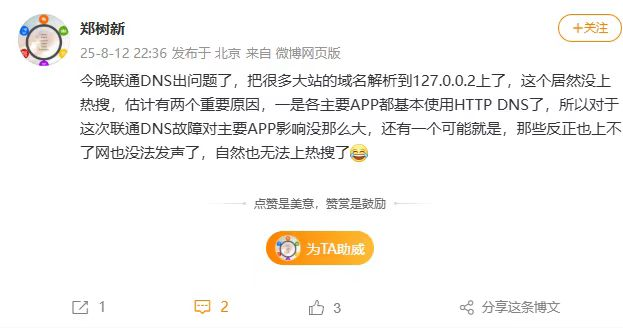 郑树新
+关注
25-8-12 22:36 发布于 北京 来自 微博网页版
今晚联通DNS出问题了，把很多大站的域名解析到127.0.0.2上了，这个居然没上
热搜，估计有两个重要原因，一是各主要APP都基本使用HTTP DNS了，所以对于
这次联通DNS故障对主要APP影响没那么大，还有一个可能就是，那些反正也上不
了网也没法发声了，自然也无法上热搜了😂
点赞是美意，赞赏是鼓励
为TA助威
1
2
3
分享这条博文